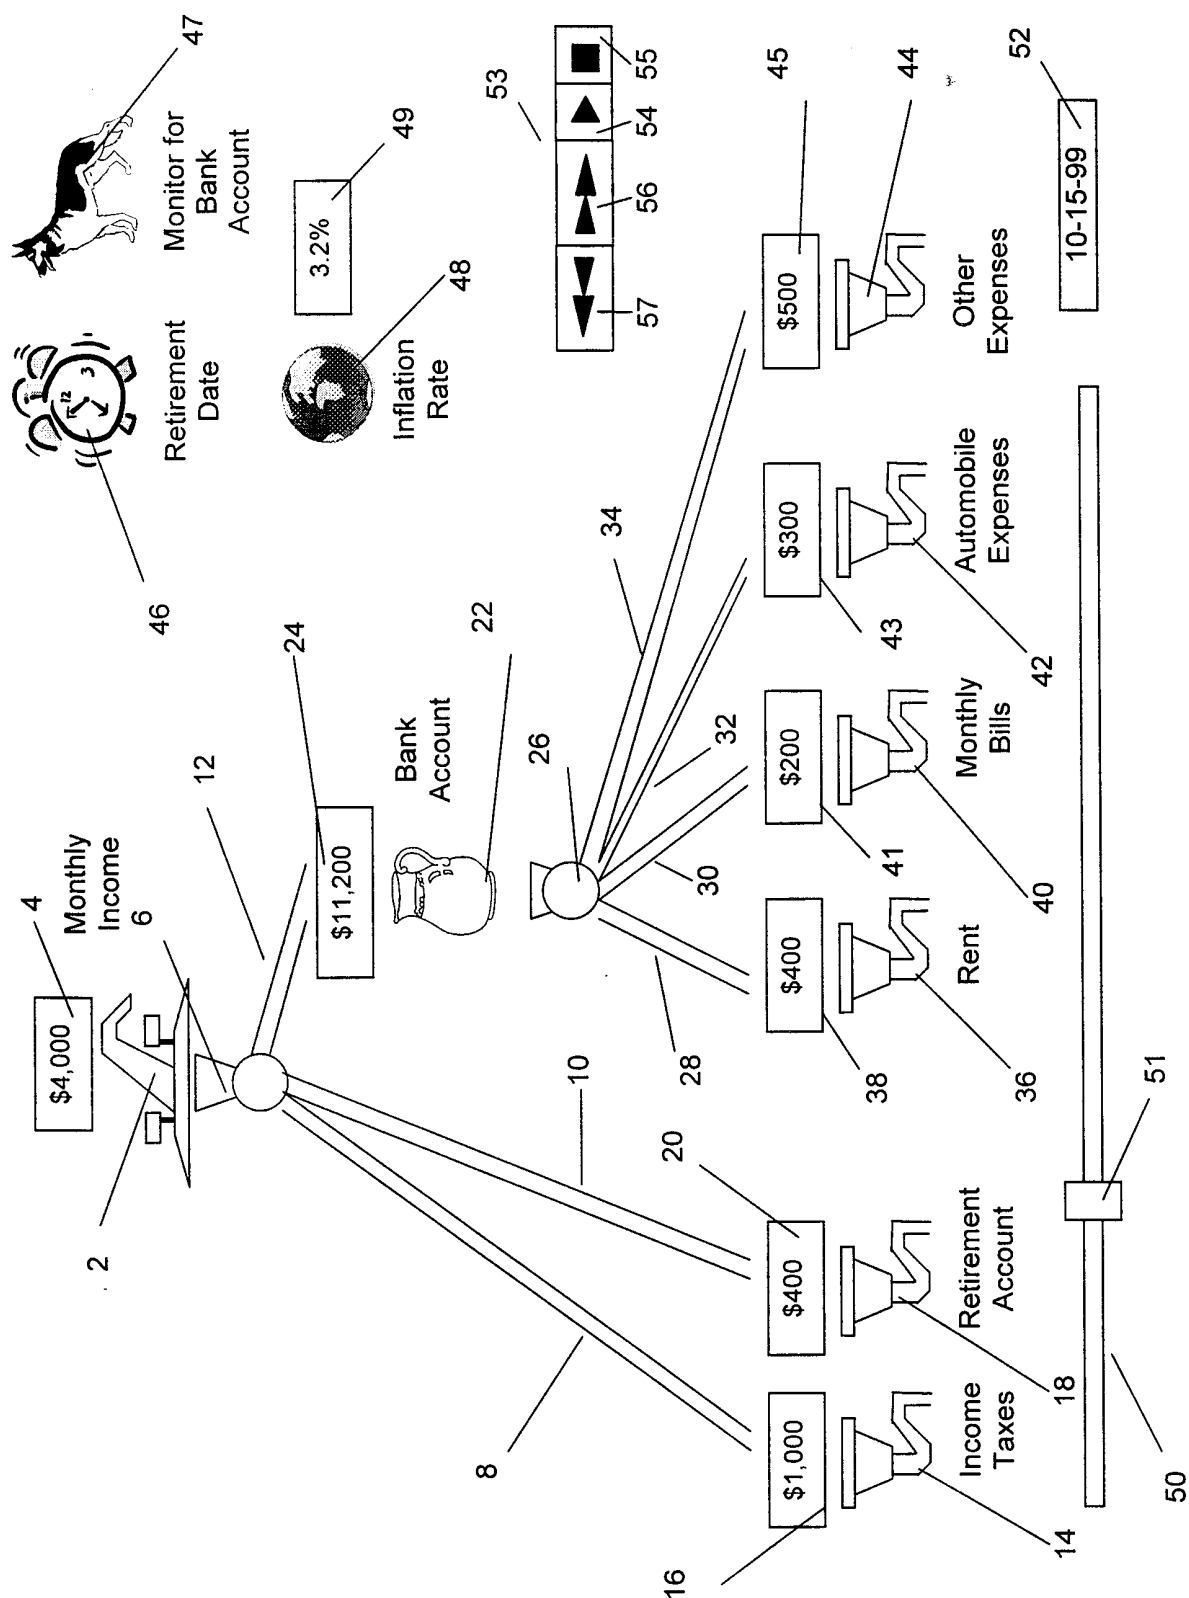 4
$4,000
Monthly
Income
6
2
12
24
$11,200
Bank
Account
22
46
Retirement
Date
47
Monitor for
Bank
Account
49
3.2%
48
Inflation
Rate
53
57
56
54
55
8
10
26
34
28
30
32
16
$1,000
14
Income
Taxes
20
$400
18
Retirement
Account
$400
38
36
Rent
$200
41
40
Monthly
Bills
$300
43
42
Automobile
Expenses
45
$500
44
Other
Expenses
50
51
52
10-15-99
12
3